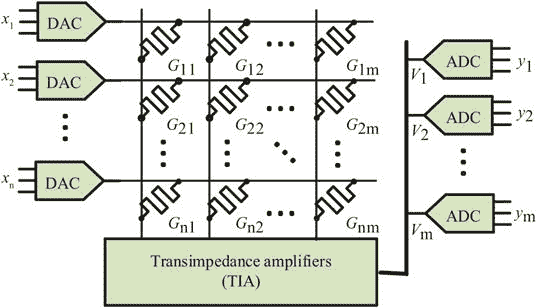 x1 DAC
G11 G12 G1m
V1 ADC y1
x2 DAC
G21 G22 G2m
V2 ADC y2
xn DAC
Gn1 Gn2 Gnm
Vm ADC ym
Transimpedance amplifiers
(TIA)